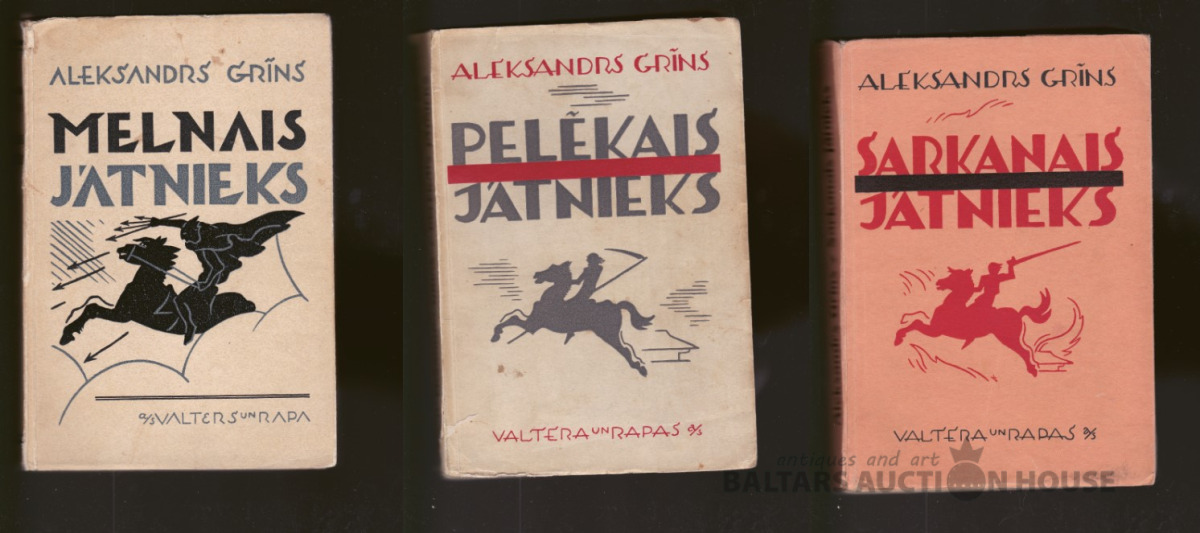 ALEKSANDRS GRĪNS
MELNAIS
JĀTNIEKS
A/S VALTERS UN RAPA
ALEKSANDRS GRĪNS
PELĒKAIS
JĀTNIEKS
VALTERA UN RAPAS A/S
ALEKSANDRS GRĪNS
SARKANAIS
JĀTNIEKS
VALTERA UN RAPAS A/S
antiques and art
BALTARS AUCTION HOUSE